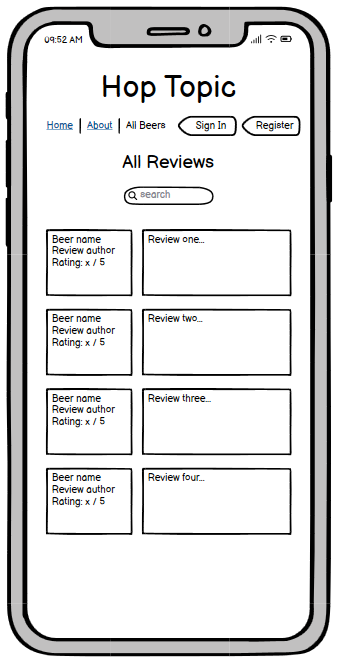 09:52 AM
Hop Topic
Home | About | All Beers Sign In Register
All Reviews
search
Beer name
Review author
Rating: x / 5
Review one...
Beer name
Review author
Rating: x / 5
Review two...
Beer name
Review author
Rating: x / 5
Review three...
Beer name
Review author
Rating: x / 5
Review four...